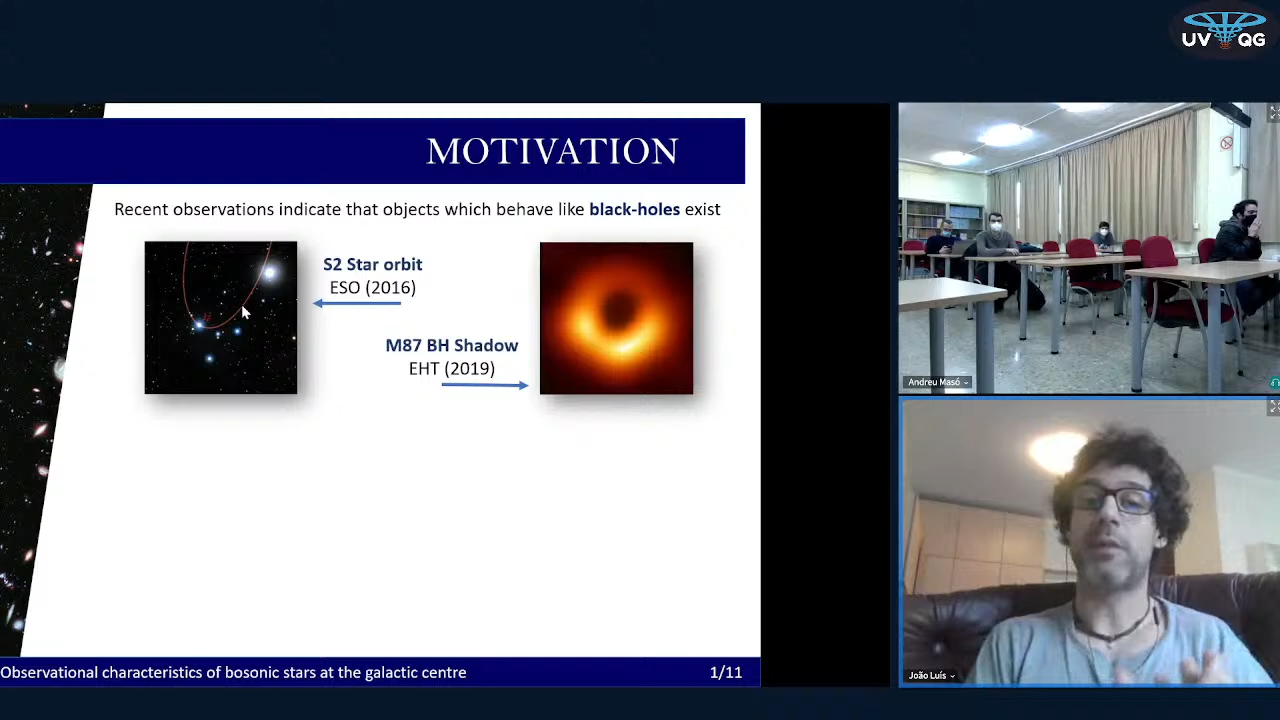 UV QG
MOTIVATION
Recent observations indicate that objects which behave like black-holes exist
S2 Star orbit
ESO (2016)
M87 BH Shadow
EHT (2019)
Observational characteristics of bosonic stars at the galactic centre
1/11
Andreu Masó
João Luís